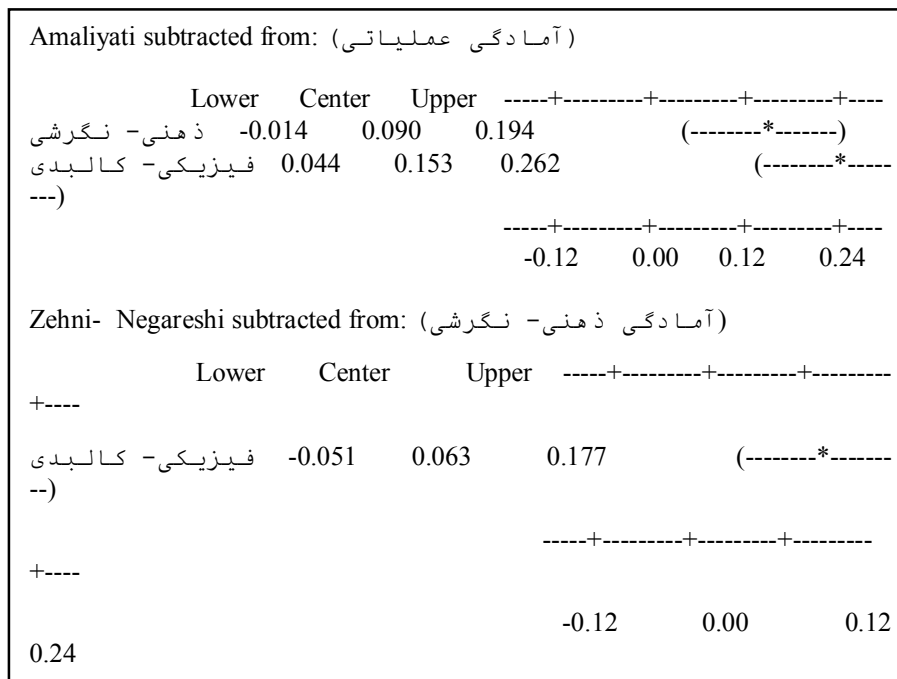 Amaliyati subtracted from: (آمادگی عملیاتی)
Lower Center Upper -----+---------+---------+---------+----
ذهنی- نگرشی -0.014 0.090 0.194 (--------*-------)
فیزیکی- کالبدی 0.044 0.153 0.262 (--------*-----
---)
-----+---------+---------+---------+----
-0.12 0.00 0.12 0.24
Zehni- Negareshi subtracted from: (آمادگی ذهنی- نگرشی)
Lower Center Upper -----+---------+---------+---------
+----
فیزیکی- کالبدی -0.051 0.063 0.177 (--------*-------
--)
-----+---------+---------+---------
+----
-0.12 0.00 0.12
0.24